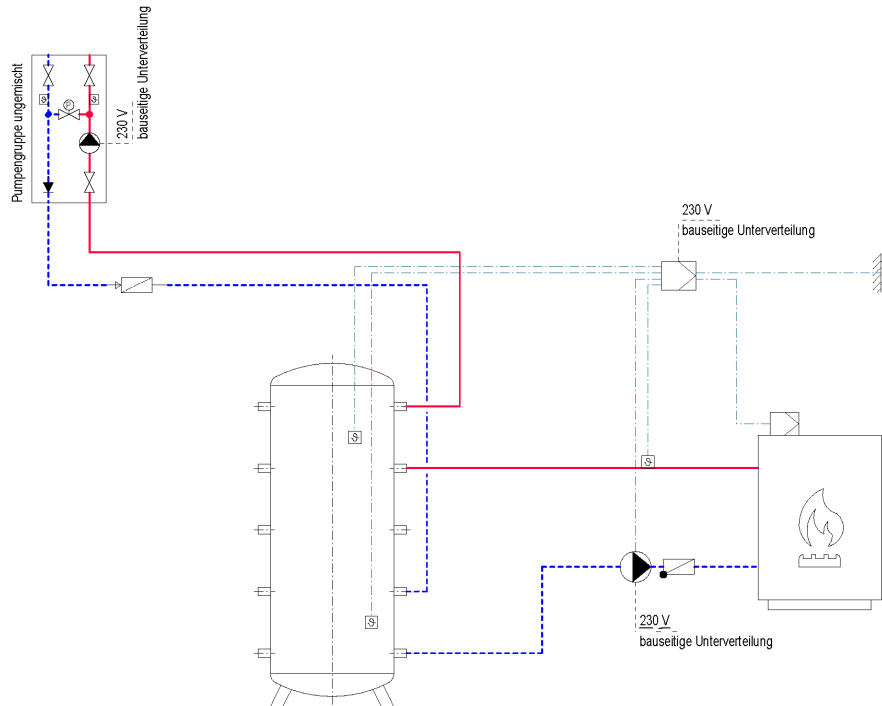 Pumpengruppe ungemischt
ϑ
P
ϑ
230 V
bauseitige Unterverteilung
230 V
bauseitige Unterverteilung
ϑ
ϑ
ϑ
230 V
bauseitige Unterverteilung